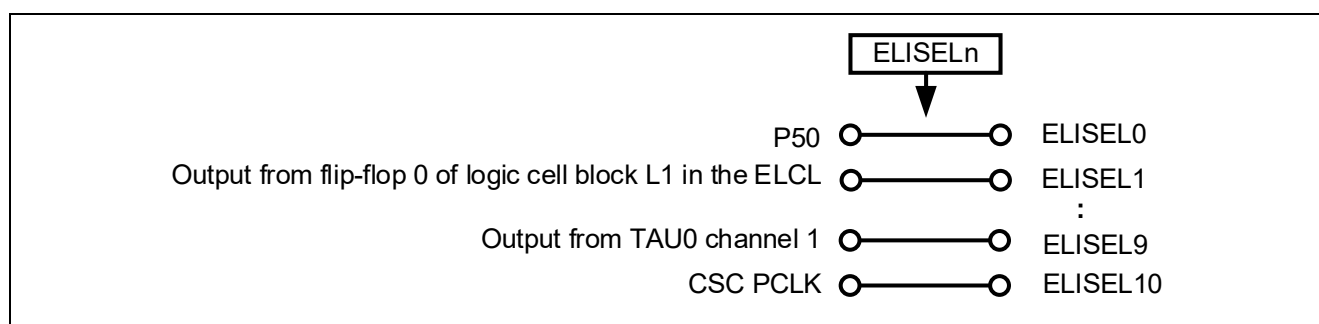 ELISELn
P50 ELISEL0
Output from flip-flop 0 of logic cell block L1 in the ELCL ELISEL1
:
Output from TAU0 channel 1 ELISEL9
CSC PCLK ELISEL10